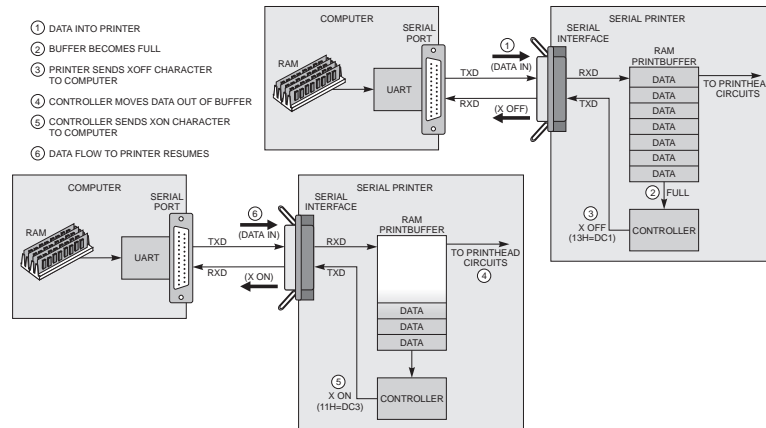 ① DATA INTO PRINTER
② BUFFER BECOMES FULL
③ PRINTER SENDS XOFF CHARACTER
TO COMPUTER
④ CONTROLLER MOVES DATA OUT OF BUFFER
⑤ CONTROLLER SENDS XON CHARACTER
TO COMPUTER
⑥ DATA FLOW TO PRINTER RESUMES
COMPUTER
SERIAL
PORT
RAM
UART
TXD
RXD
①
(DATA IN)
(X OFF)
SERIAL PRINTER
SERIAL
INTERFACE
RXD
TXD
RAM
PRINTBUFFER
DATA
DATA
DATA
DATA
DATA
DATA
DATA
TO PRINTHEAD
CIRCUITS
② FULL
③
X OFF
(13H=DC1)
CONTROLLER
COMPUTER
SERIAL
PORT
RAM
UART
TXD
RXD
⑥
(DATA IN)
(X ON)
SERIAL PRINTER
SERIAL
INTERFACE
RXD
TXD
RAM
PRINTBUFFER
DATA
DATA
DATA
TO PRINTHEAD
CIRCUITS
④
⑤
X ON
(11H=DC3)
CONTROLLER